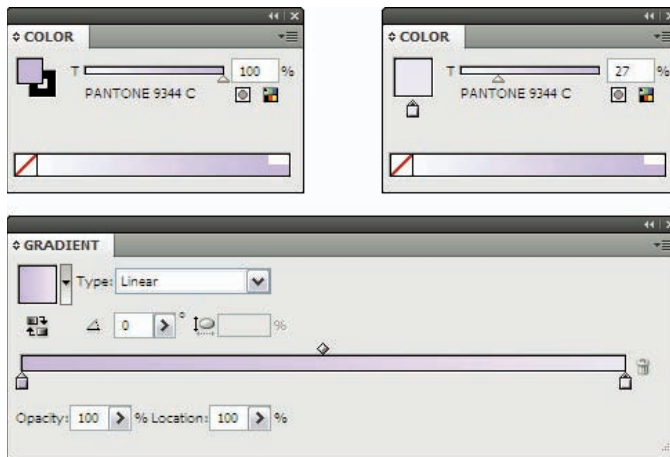 COLOR
T 100 %
PANTONE 9344 C
COLOR
T 27 %
PANTONE 9344 C
GRADIENT
Type: Linear
0 ° %
Opacity: 100 % Location: 100 %